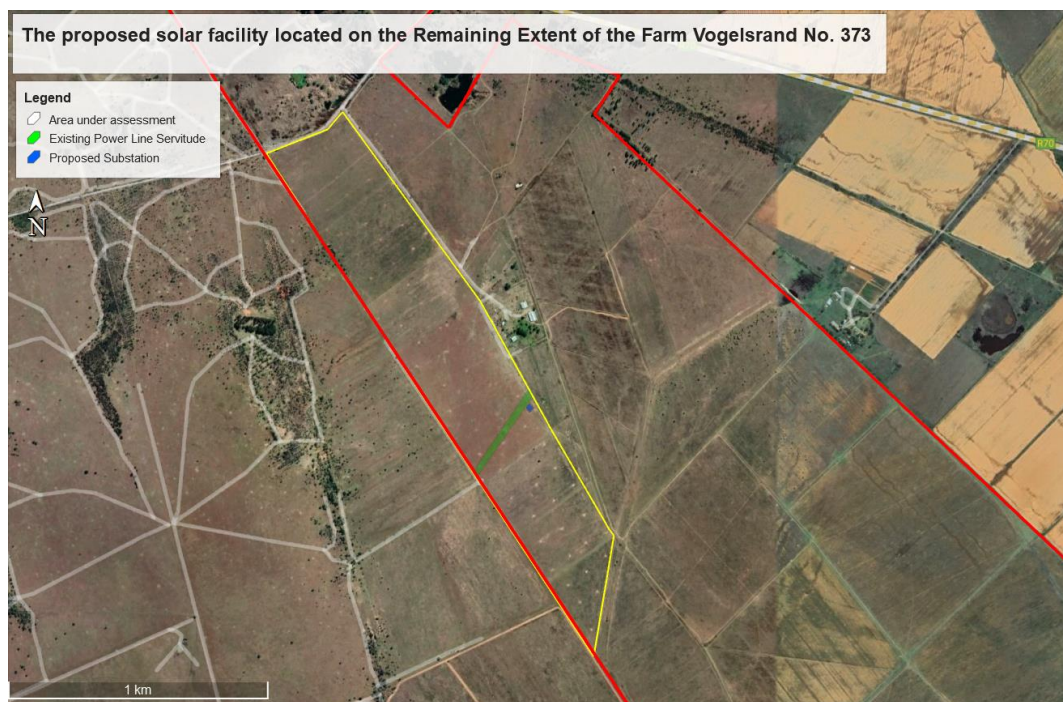 The proposed solar facility located on the Remaining Extent of the Farm Vogelsrand No. 373
Legend
Area under assessment
Existing Power Line Servitude
Proposed Substation
N
R70
1 km